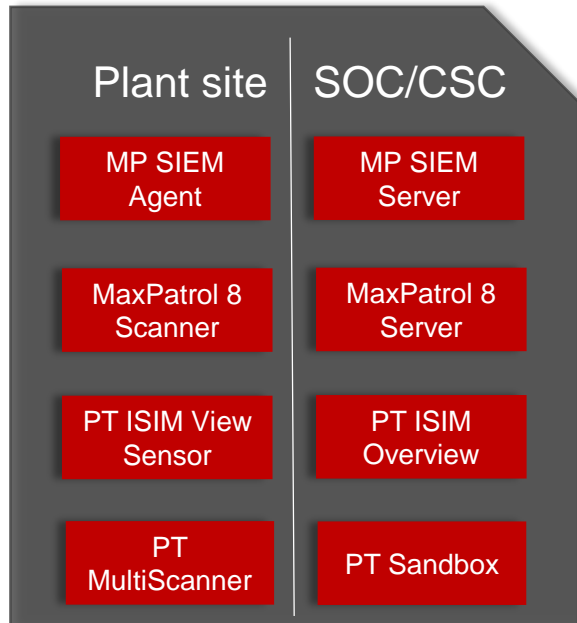 Plant site
SOC/CSC
MP SIEM
Agent
MP SIEM
Server
MaxPatrol 8
Scanner
MaxPatrol 8
Server
PT ISIM View
Sensor
PT ISIM
Overview
PT
MultiScanner
PT Sandbox